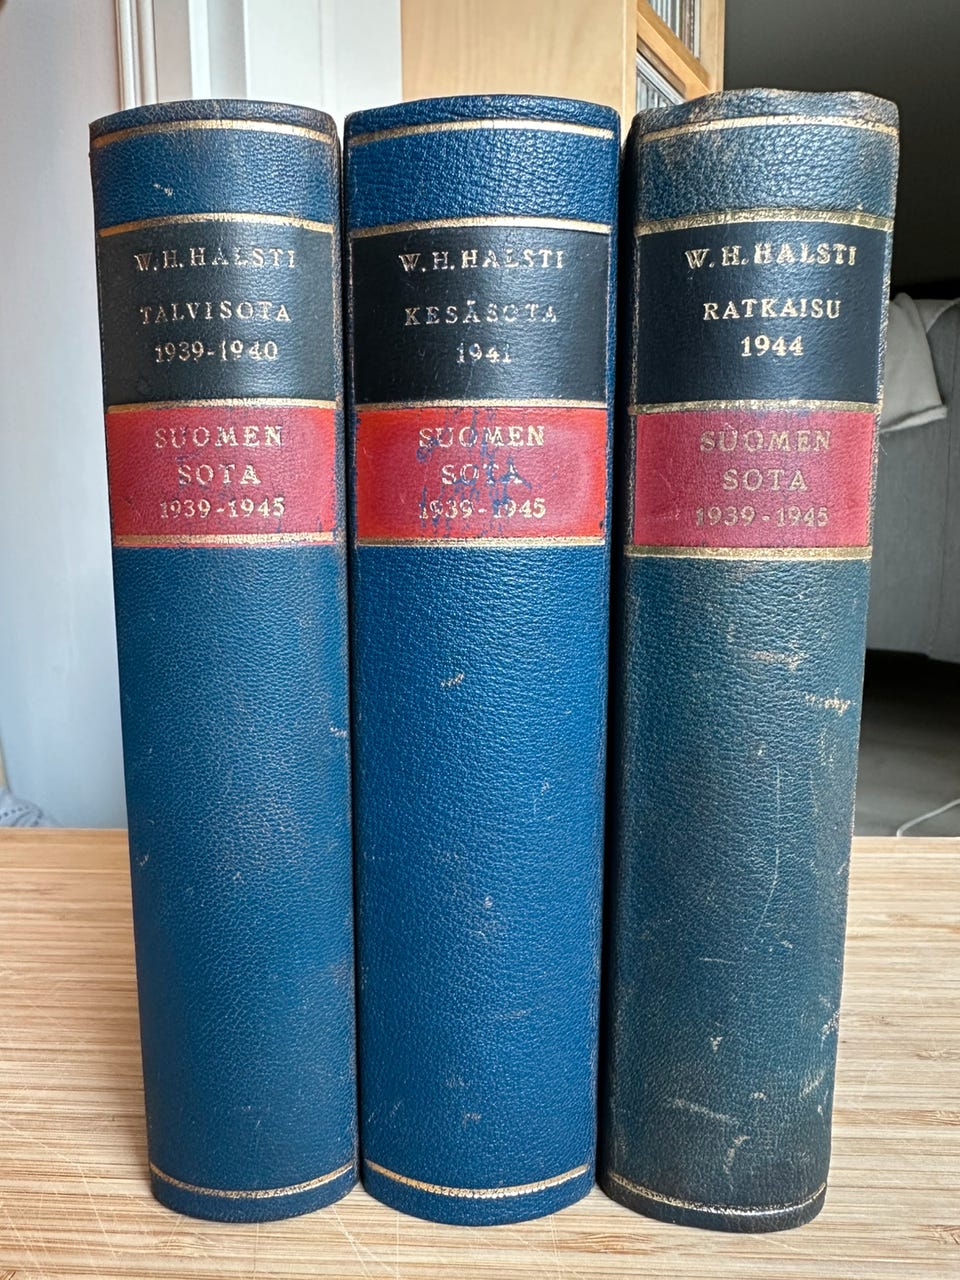 W. H. HALSTI
TALVISOTA
1939-1940
SUOMEN
SOTA
1939-1945
W. H. HALSTI
KESÄSOTA
1941
SUOMEN
SOTA
1939-1945
W. H. HALSTI
RATKAISU
1944
SUOMEN
SOTA
1939-1945